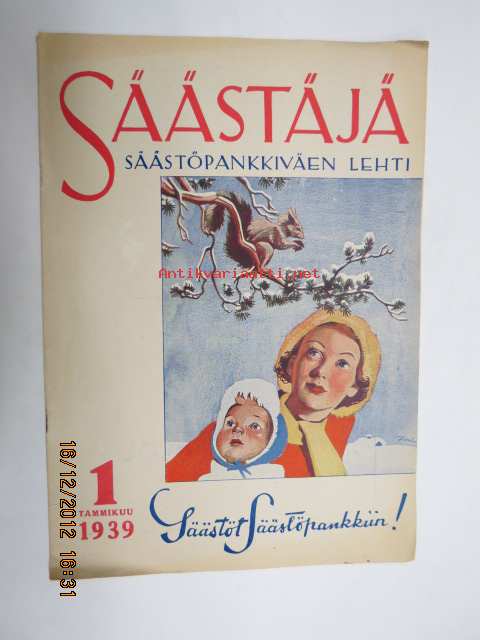 SÄÄSTÄJÄ
SÄÄSTÖPANKKIVÄEN LEHTI
Antikvariaatti.net
1
TAMMIKUU
1939
Säästöt Säästöpankkiin!
16/12/2012 16:31